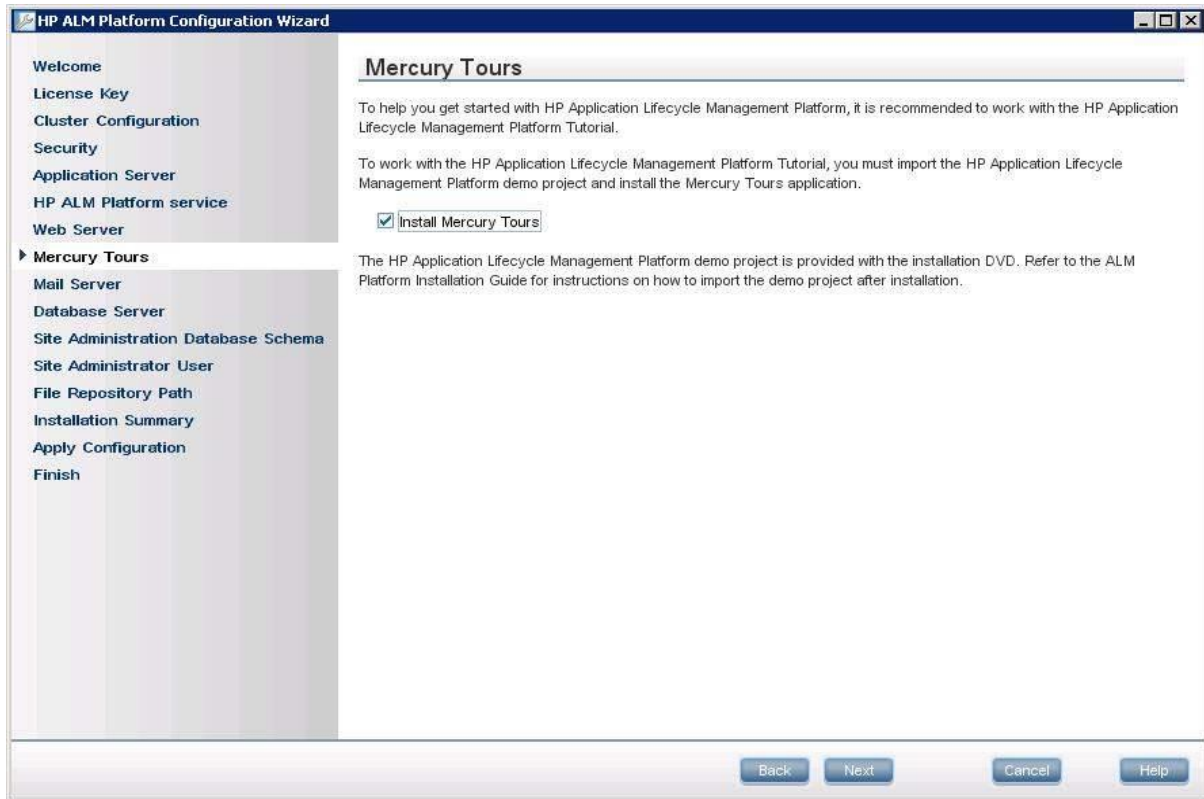 HP ALM Platform Configuration Wizard
Welcome
License Key
Cluster Configuration
Security
Application Server
HP ALM Platform service
Web Server
Mercury Tours
Mail Server
Database Server
Site Administration Database Schema
Site Administrator User
File Repository Path
Installation Summary
Apply Configuration
Finish
Mercury Tours
To help you get started with HP Application Lifecycle Management Platform, it is recommended to work with the HP Application
Lifecycle Management Platform Tutorial.
To work with the HP Application Lifecycle Management Platform Tutorial, you must import the HP Application Lifecycle
Management Platform demo project and install the Mercury Tours application.
Install Mercury Tours
The HP Application Lifecycle Management Platform demo project is provided with the installation DVD. Refer to the ALM
Platform Installation Guide for instructions on how to import the demo project after installation.
Back
Next
Cancel
Help